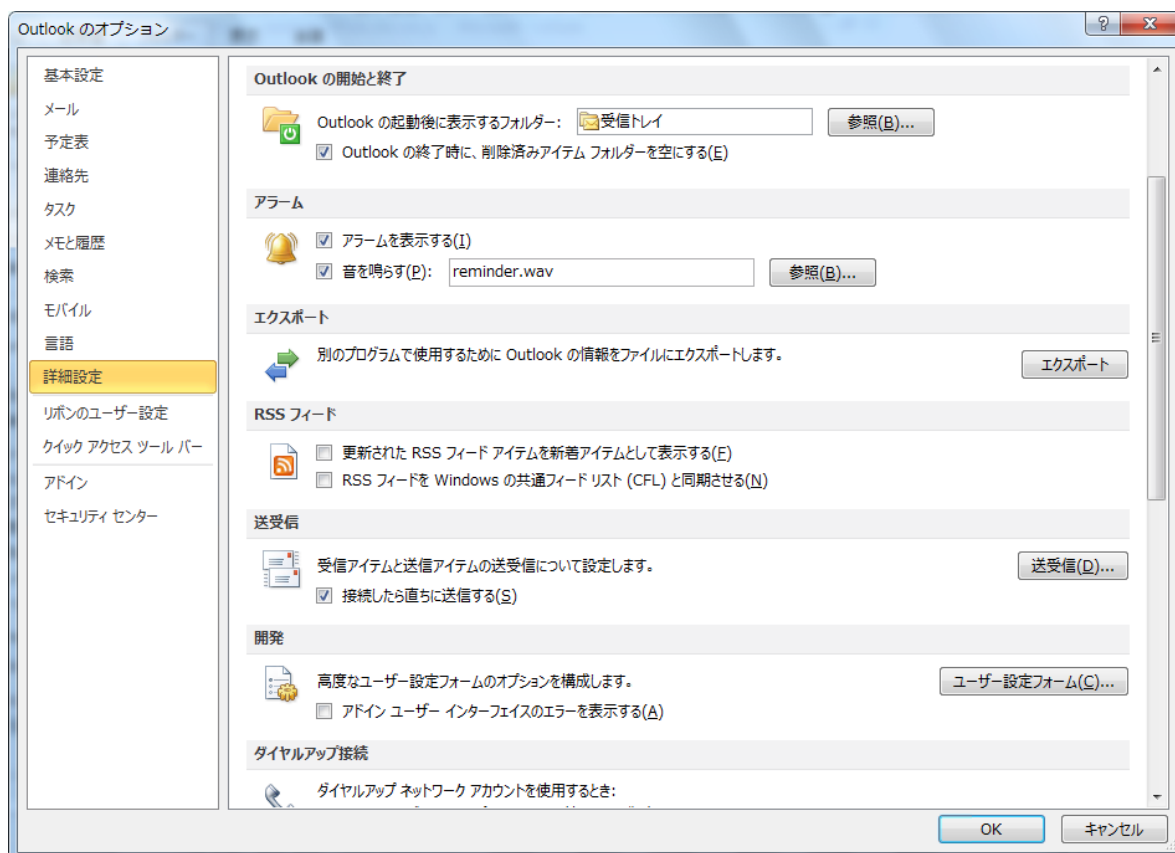 Outlook のオプション
基本設定
メール
予定表
連絡先
タスク
メモと履歴
検索
モバイル
言語
詳細設定
リボンのユーザー設定
クイック アクセス ツール バー
アドイン
セキュリティ センター
Outlook の開始と終了
Outlook の起動後に表示するフォルダー: 受信トレイ 参照(B)...
Outlook の終了時に、削除済みアイテム フォルダーを空にする(E)
アラーム
アラームを表示する(I)
音を鳴らす(P): reminder.wav 参照(B)...
エクスポート
別のプログラムで使用するために Outlook の情報をファイルにエクスポートします。
エクスポート
RSS フィード
更新された RSS フィード アイテムを新着アイテムとして表示する(F)
RSS フィードを Windows の共通フィード リスト (CFL) と同期させる(N)
送受信
受信アイテムと送信アイテムの送受信について設定します。 送受信(D)...
接続したら直ちに送信する(S)
開発
高度なユーザー設定フォームのオプションを構成します。 ユーザー設定フォーム(C)...
アドイン ユーザー インターフェイスのエラーを表示する(A)
ダイヤルアップ接続
ダイヤルアップ ネットワーク アカウントを使用するとき:
OK キャンセル